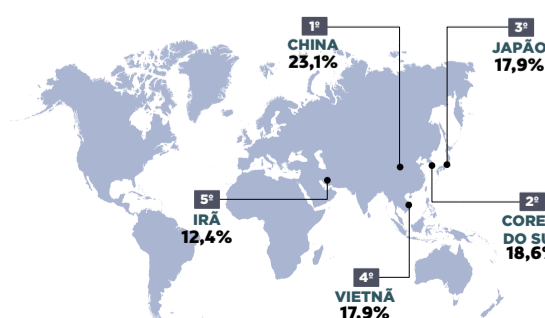 1º
CHINA
23,1%
3º
JAPÃO
17,9%
5º
IRÃ
12,4%
2º
CORE
DO SU
18,6%
4º
VIETNÃ
17,9%